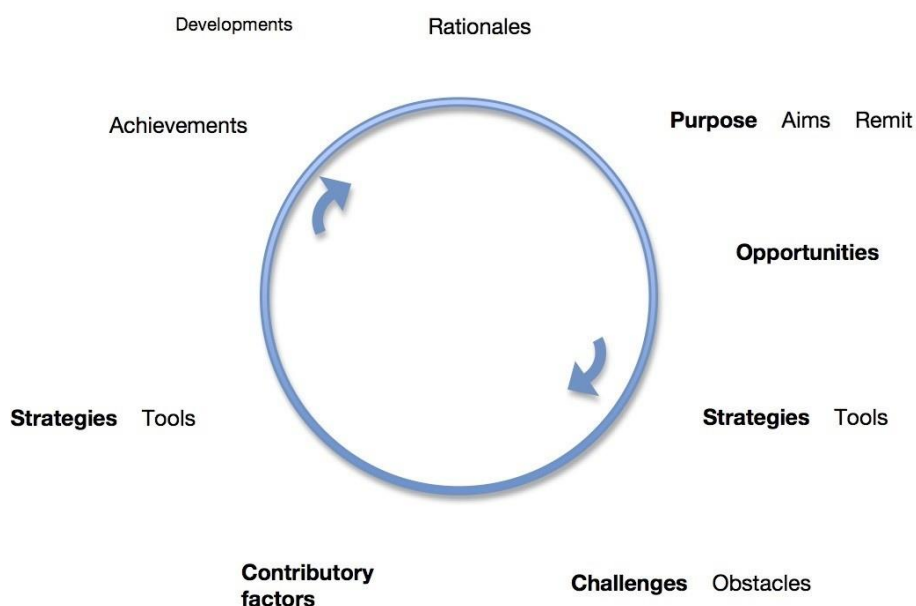 Developments
Rationales
Achievements
Purpose Aims Remit
Opportunities
Strategies Tools
Strategies Tools
Contributory
factors
Challenges Obstacles